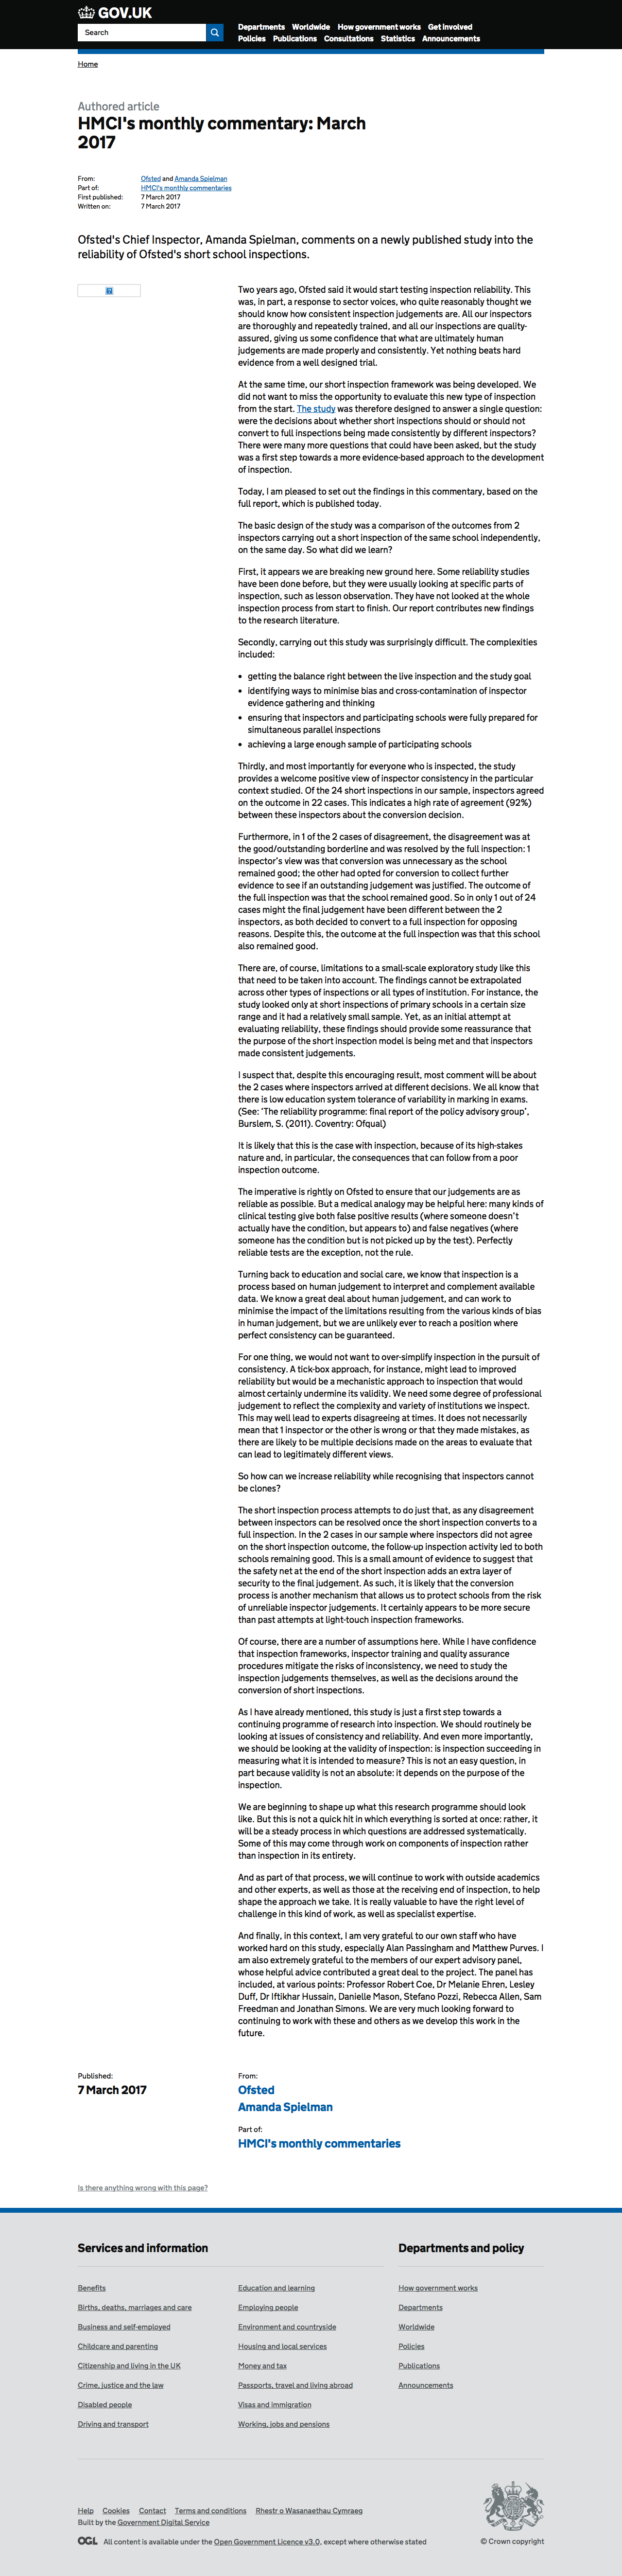 GOV.UK
Search
Departments Worldwide How government works Get involved
Policies Publications Consultations Statistics Announcements
Home
Authored article
HMCI's monthly commentary: March
2017
From: Ofsted and Amanda Spielman
Part of: HMCI's monthly commentaries
First published: 7 March 2017
Written on: 7 March 2017
Ofsted's Chief Inspector, Amanda Spielman, comments on a newly published study into the
reliability of Ofsted's short school inspections.
Two years ago, Ofsted said it would start testing inspection reliability. This
was, in part, a response to sector voices, who quite reasonably thought we
should know how consistent inspection judgements are. All our inspectors
are thoroughly and repeatedly trained, and all our inspections are quality-
assured, giving us some confidence that what are ultimately human
judgements are made properly and consistently. Yet nothing beats hard
evidence from a well designed trial.
At the same time, our short inspection framework was being developed. We
did not want to miss the opportunity to evaluate this new type of inspection
from the start. The study was therefore designed to answer a single question:
were the decisions about whether short inspections should or should not
convert to full inspections being made consistently by different inspectors?
There were many more questions that could have been asked, but the study
was a first step towards a more evidence-based approach to the development
of inspection.
Today, I am pleased to set out the findings in this commentary, based on the
full report, which is published today.
The basic design of the study was a comparison of the outcomes from 2
inspectors carrying out a short inspection of the same school independently,
on the same day. So what did we learn?
First, it appears we are breaking new ground here. Some reliability studies
have been done before, but they were usually looking at specific parts of
inspection, such as lesson observation. They have not looked at the whole
inspection process from start to finish. Our report contributes new findings
to the research literature.
Secondly, carrying out this study was surprisingly difficult. The complexities
included:
• getting the balance right between the live inspection and the study goal
• identifying ways to minimise bias and cross-contamination of inspector
evidence gathering and thinking
• ensuring that inspectors and participating schools were fully prepared for
simultaneous parallel inspections
• achieving a large enough sample of participating schools
Thirdly, and most importantly for everyone who is inspected, the study
provides a welcome positive view of inspector consistency in the particular
context studied. Of the 24 short inspections in our sample, inspectors agreed
on the outcome in 22 cases. This indicates a high rate of agreement (92%)
between these inspectors about the conversion decision.
Furthermore, in 1 of the 2 cases of disagreement, the disagreement was at
the good/outstanding borderline and was resolved by the full inspection: 1
inspector's view was that conversion was unnecessary as the school
remained good; the other had opted for conversion to collect further
evidence to see if an outstanding judgement was justified. The outcome of
the full inspection was that the school remained good. So in only 1 out of 24
cases might the final judgement have been different between the 2
inspectors, as both decided to convert to a full inspection for opposing
reasons. Despite this, the outcome at the full inspection was that this school
also remained good.
There are, of course, limitations to a small-scale exploratory study like this
that need to be taken into account. The findings cannot be extrapolated
across other types of inspections or all types of institution. For instance, the
study looked only at short inspections of primary schools in a certain size
range and it had a relatively small sample. Yet, as an initial attempt at
evaluating reliability, these findings should provide some reassurance that
the purpose of the short inspection model is being met and that inspectors
made consistent judgements.
I suspect that, despite this encouraging result, most comment will be about
the 2 cases where inspectors arrived at different decisions. We all know that
there is low education system tolerance of variability in marking in exams.
(See: 'The reliability programme: final report of the policy advisory group',
Burslem, S. (2011). Coventry: Ofqual)
It is likely that this is the case with inspection, because of its high-stakes
nature and, in particular, the consequences that can follow from a poor
inspection outcome.
The imperative is rightly on Ofsted to ensure that our judgements are as
reliable as possible. But a medical analogy may be helpful here: many kinds of
clinical testing give both false positive results (where someone doesn't
actually have the condition, but appears to) and false negatives (where
someone has the condition but is not picked up by the test). Perfectly
reliable tests are the exception, not the rule.
Turning back to education and social care, we know that inspection is a
process based on human judgement to interpret and complement available
data. We know a great deal about human judgement, and can work to
minimise the impact of the limitations resulting from the various kinds of bias
in human judgement, but we are unlikely ever to reach a position where
perfect consistency can be guaranteed.
For one thing, we would not want to over-simplify inspection in the pursuit of
consistency. A tick-box approach, for instance, might lead to improved
reliability but would be a mechanistic approach to inspection that would
almost certainly undermine its validity. We need some degree of professional
judgement to reflect the complexity and variety of institutions we inspect.
This may well lead to experts disagreeing at times. It does not necessarily
mean that 1 inspector or the other is wrong or that they made mistakes, as
there are likely to be multiple decisions made on the areas to evaluate that
can lead to legitimately different views.
So how can we increase reliability while recognising that inspectors cannot
be clones?
The short inspection process attempts to do just that, as any disagreement
between inspectors can be resolved once the short inspection converts to a
full inspection. In the 2 cases in our sample where inspectors did not agree
on the short inspection outcome, the follow-up inspection activity led to both
schools remaining good. This is a small amount of evidence to suggest that
the safety net at the end of the short inspection adds an extra layer of
security to the final judgement. As such, it is likely that the conversion
process is another mechanism that allows us to protect schools from the risk
of unreliable inspector judgements. It certainly appears to be more secure
than past attempts at light-touch inspection frameworks.
Of course, there are a number of assumptions here. While I have confidence
that inspection frameworks, inspector training and quality assurance
procedures mitigate the risks of inconsistency, we need to study the
inspection judgements themselves, as well as the decisions around the
conversion of short inspections.
As I have already mentioned, this study is just a first step towards a
continuing programme of research into inspection. We should routinely be
looking at issues of consistency and reliability. And even more importantly,
we should be looking at the validity of inspection: is inspection succeeding in
measuring what it is intended to measure? This is not an easy question, in
part because validity is not an absolute: it depends on the purpose of the
inspection.
We are beginning to shape up what this research programme should look
like. But this is not a quick hit in which everything is sorted at once: rather, it
will be a steady process in which questions are addressed systematically.
Some of this may come through work on components of inspection rather
than inspection in its entirety.
And as part of that process, we will continue to work with outside academics
and other experts, as well as those at the receiving end of inspection, to help
shape the approach we take. It is really valuable to have the right level of
challenge in this kind of work, as well as specialist expertise.
And finally, in this context, I am very grateful to our own staff who have
worked hard on this study, especially Alan Passingham and Matthew Purves. I
am also extremely grateful to the members of our expert advisory panel,
whose helpful advice contributed a great deal to the project. The panel has
included, at various points: Professor Robert Coe, Dr Melanie Ehren, Lesley
Duff, Dr Iftikhar Hussain, Danielle Mason, Stefano Pozzi, Rebecca Allen, Sam
Freedman and Jonathan Simons. We are very much looking forward to
continuing to work with these and others as we develop this work in the
future.
Published:
7 March 2017
From:
Ofsted
Amanda Spielman
Part of:
HMCI's monthly commentaries
Is there anything wrong with this page?
Services and information
Benefits
Births, deaths, marriages and care
Business and self-employed
Childcare and parenting
Citizenship and living in the UK
Crime, justice and the law
Disabled people
Driving and transport
Education and learning
Employing people
Environment and countryside
Housing and local services
Money and tax
Passports, travel and living abroad
Visas and immigration
Working, jobs and pensions
Departments and policy
How government works
Departments
Worldwide
Policies
Publications
Announcements
Help Cookies Contact Terms and conditions Rhestr o Wasanaethau Cymraeg
Built by the Government Digital Service
OGL All content is available under the Open Government Licence v3.0, except where otherwise stated
© Crown copyright